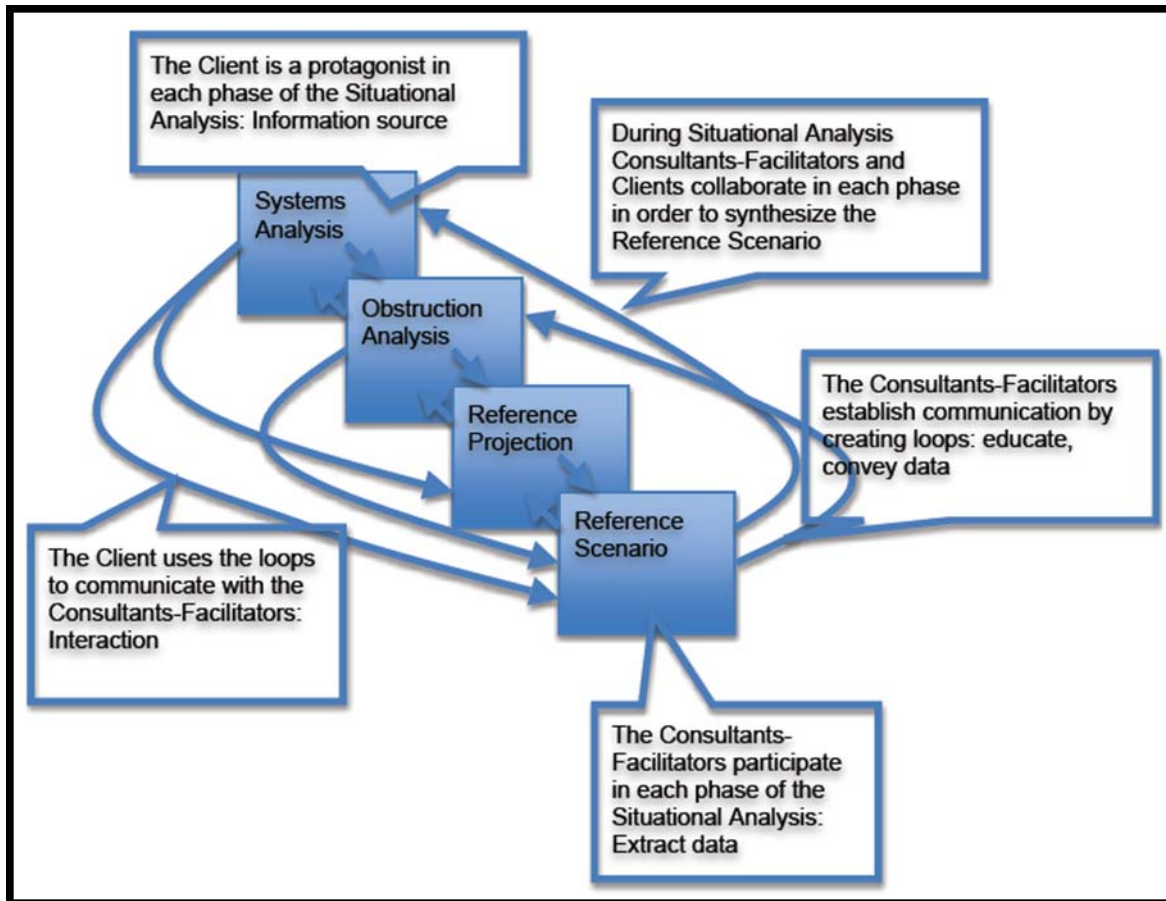 The Client is a protagonist in
each phase of the Situational
Analysis: Information source
During Situational Analysis
Consultants-Facilitators and
Clients collaborate in each phase
in order to synthesize the
Reference Scenario
Systems
Analysis
Obstruction
Analysis
Reference
Projection
Reference
Scenario
The Consultants-Facilitators
establish communication by
creating loops: educate,
convey data
The Client uses the loops
to communicate with the
Consultants-Facilitators:
Interaction
The Consultants-
Facilitators participate
in each phase of the
Situational Analysis:
Extract data